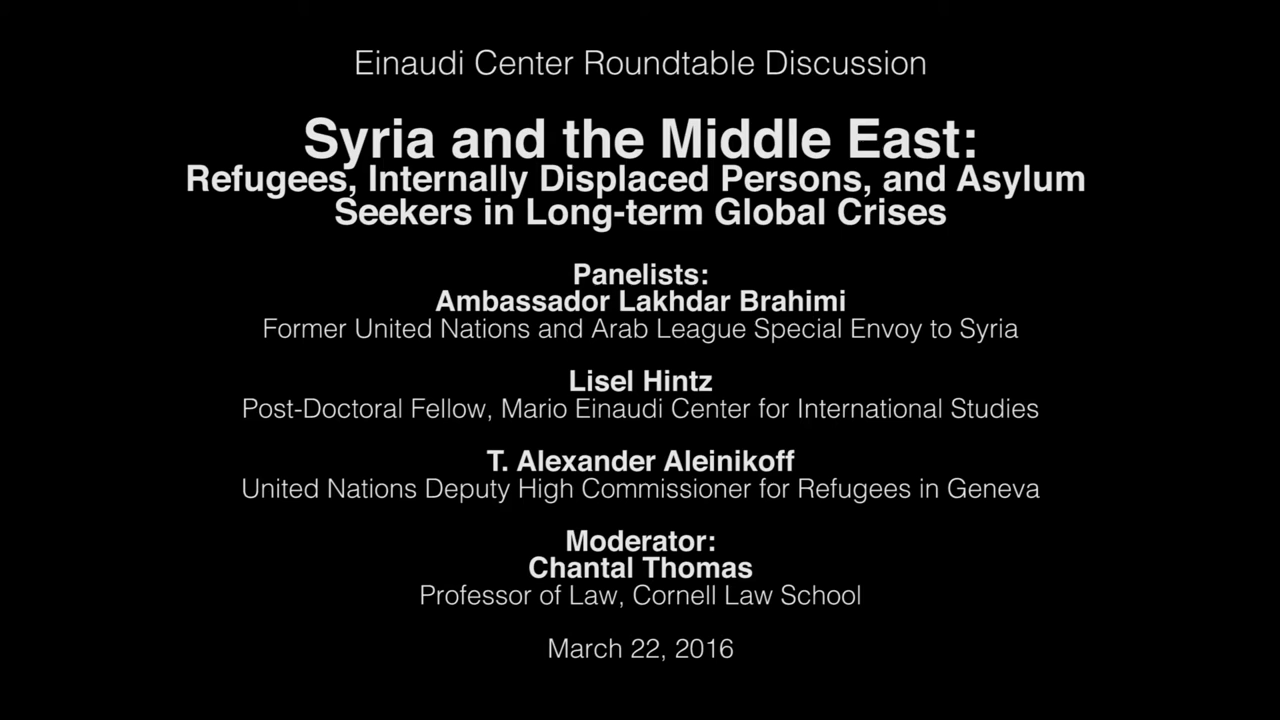 Einaudi Center Roundtable Discussion
Syria and the Middle East:
Refugees, Internally Displaced Persons, and Asylum
Seekers in Long-term Global Crises
Panelists:
Ambassador Lakhdar Brahimi
Former United Nations and Arab League Special Envoy to Syria
Lisel Hintz
Post-Doctoral Fellow, Mario Einaudi Center for International Studies
T. Alexander Aleinikoff
United Nations Deputy High Commissioner for Refugees in Geneva
Moderator:
Chantal Thomas
Professor of Law, Cornell Law School
March 22, 2016